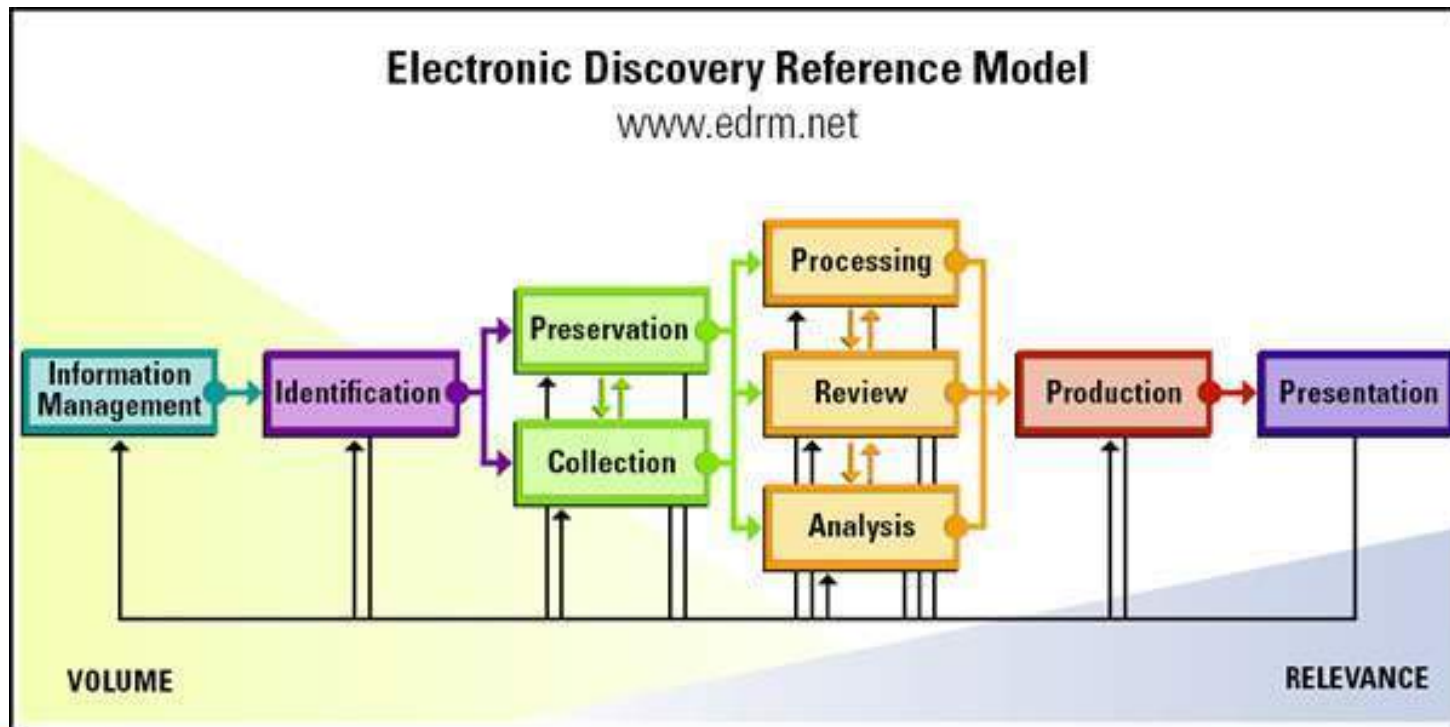 Electronic Discovery Reference Model
www.edrm.net
Processing
Preservation
Information
Management
Identification
Review
Production
Presentation
Collection
Analysis
VOLUME
RELEVANCE